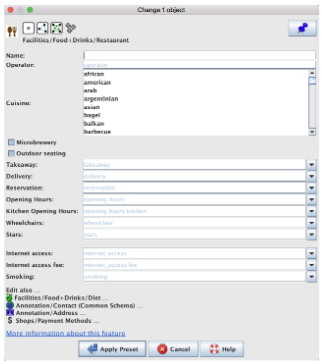 Change 1 object
Facilities/Food+Drinks/Restaurant
Name:
Operator: operator
african
american
arab
argentinian
Cuisine: asian
bagel
balkan
barbecue
Microbrewery
Outdoor seating
Takeaway: takeaway
Delivery: delivery
Reservation: reservation
Opening Hours: opening_hours
Kitchen Opening Hours: opening_hours:kitchen
Wheelchairs: wheelchair
Stars: stars
Internet access: internet_access
Internet access fee: internet_access:fee
Smoking: smoking
Edit also ...
Facilities/Food+Drinks/Diet ...
Annotation/Contact (Common Schema) ...
Annotation/Address ...
Shops/Payment Methods ...
More information about this feature
Apply Preset Cancel Help